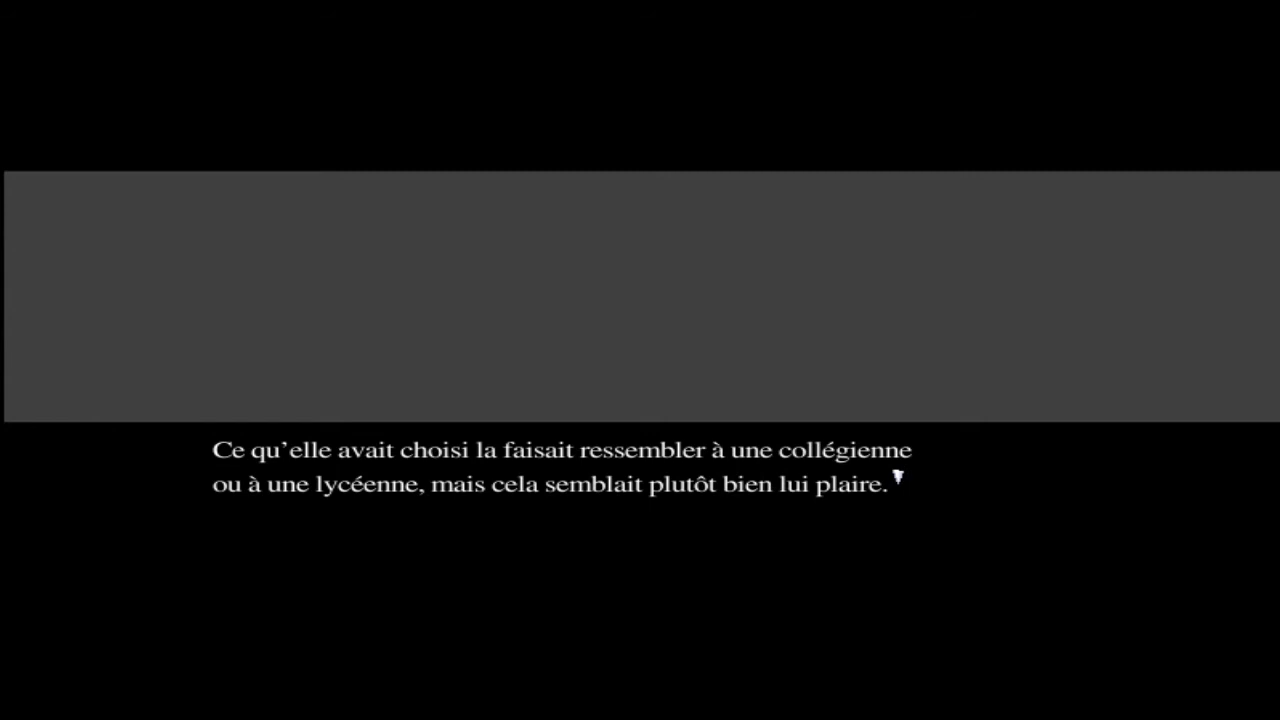 Ce qu’elle avait choisi la faisait ressembler à une collégienne
ou à une lycéenne, mais cela semblait plutôt bien lui plaire.